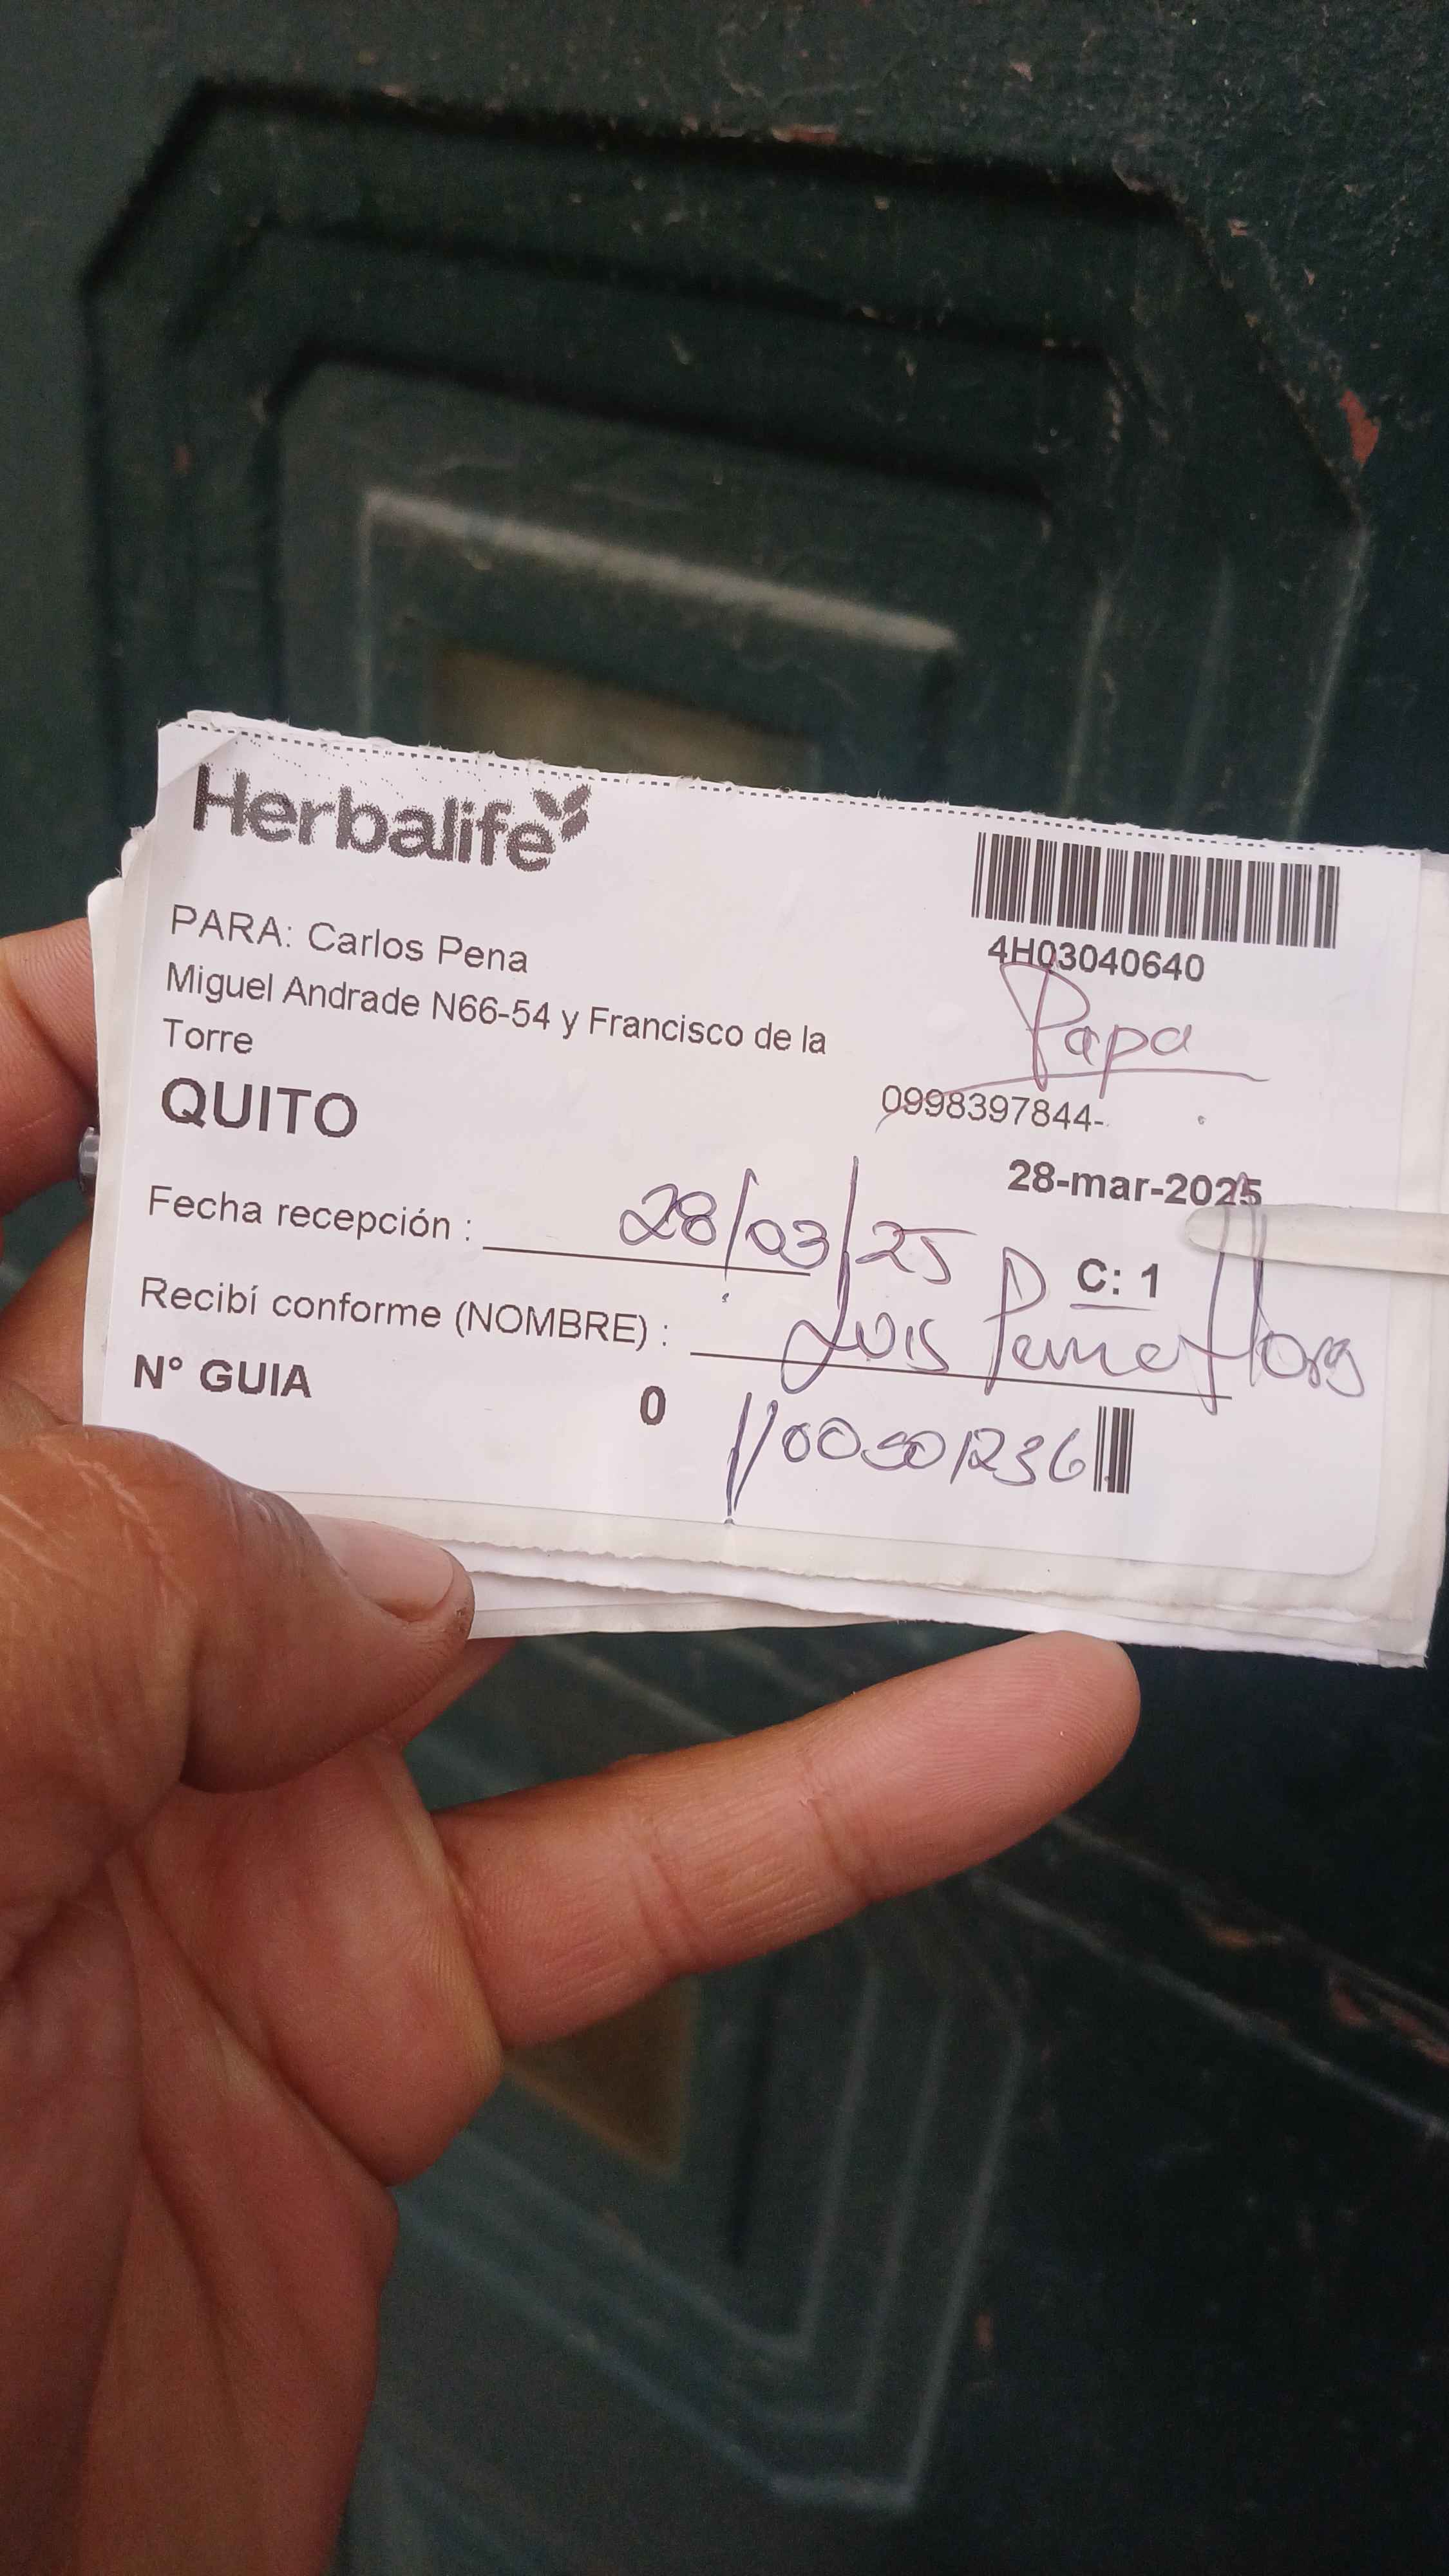 Herbalife
4H03040640
PARA: Carlos Pena
Miguel Andrade N66-54 y Francisco de la
Torre
Papa
QUITO
0998397844-
28-mar-2025
Fecha recepción : 28/03/25
C: 1
Recibí conforme (NOMBRE) : Luis
N° GUIA 0